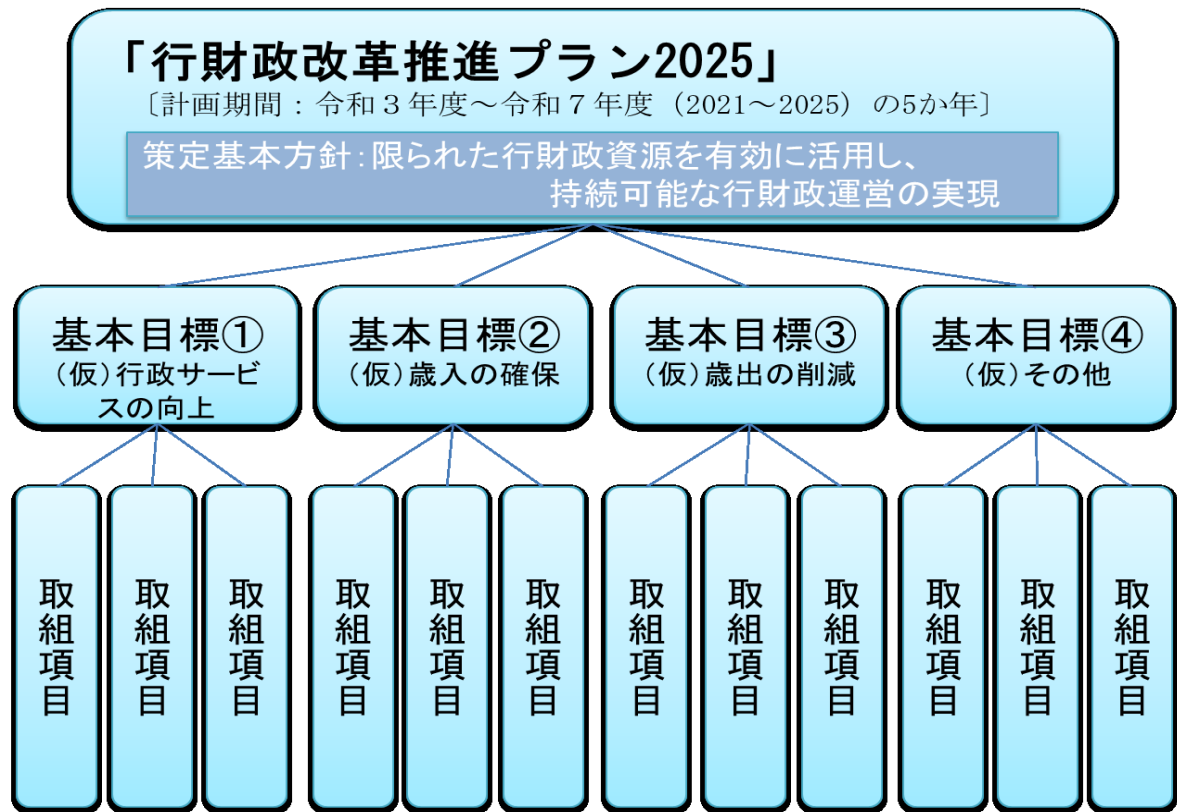 「行財政改革推進プラン2025」
〔計画期間：令和３年度～令和７年度（2021～2025）の5か年〕
策定基本方針：限られた行財政資源を有効に活用し、
持続可能な行財政運営の実現
基本目標①
（仮）行政サービ
スの向上
基本目標②
（仮）歳入の確保
基本目標③
（仮）歳出の削減
基本目標④
（仮）その他
取組項目
取組項目
取組項目
取組項目
取組項目
取組項目
取組項目
取組項目
取組項目
取組項目
取組項目
取組項目